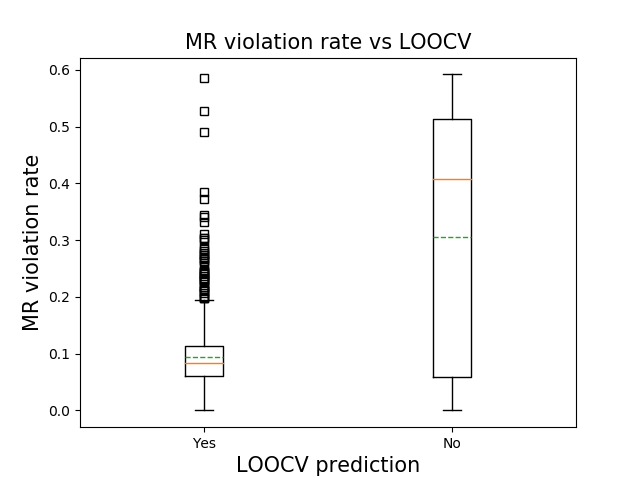 MR violation rate vs LOOCV
MR violation rate
0.6
0.5
0.4
0.3
0.2
0.1
0.0
Yes
No
LOOCV prediction